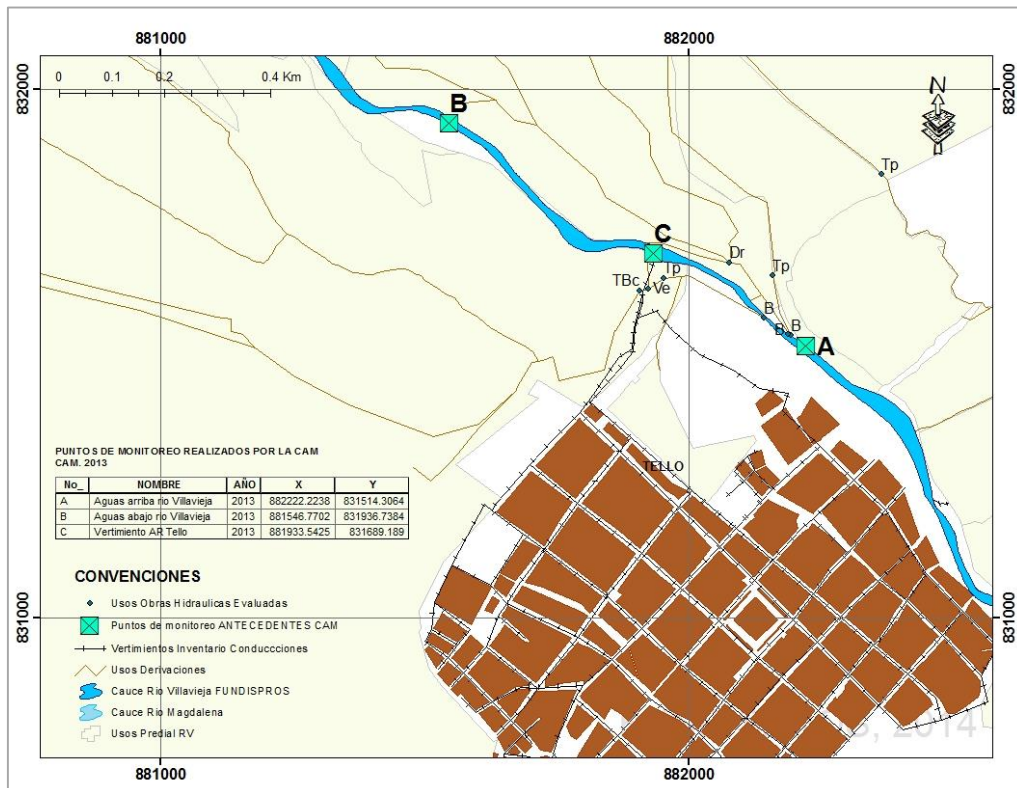 881000
882000
832000
832000
0 0.1 0.2 0.4 Km
N
B
Tp
C
Dr
Tp
Tp
TBc
Ve
B
B
B
A
TELLO
PUNTOS DE MONITOREO REALIZADOS POR LA CAM
CAM. 2013
No_ NOMBRE AÑO X Y
A Aguas arriba rio Villavieja 2013 882222.2238 831514.3064
B Aguas abajo rio Villavieja 2013 881546.7702 831936.7384
C Vertimiento AR Tello 2013 881933.5425 831689.189
CONVENCIONES
Usos Obras Hidraulicas Evaluadas
Puntos de monitoreo ANTECEDENTES CAM
Vertimientos Inventario Conduccciones
Usos Derivaciones
Cauce Rio Villavieja FUNDISPROS
Cauce Rio Magdalena
Usos Predial RV
831000
831000
2014
881000
882000